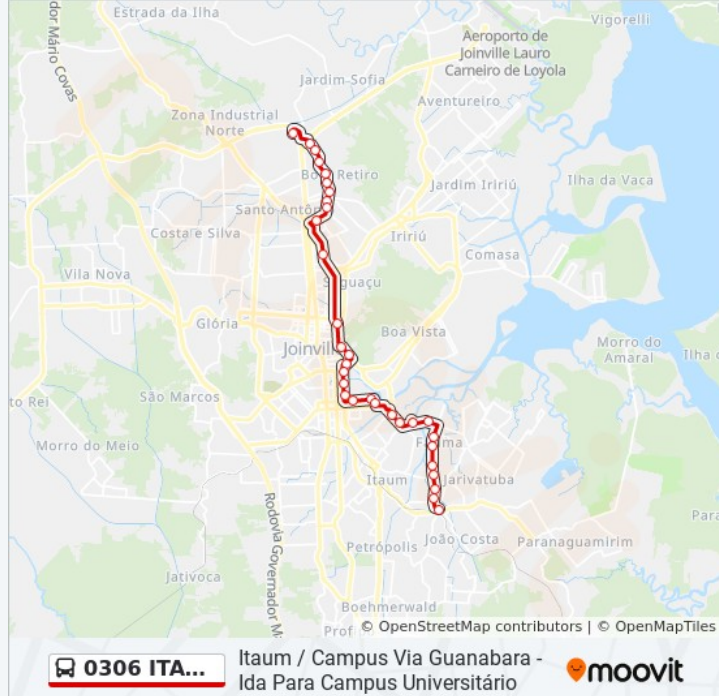 Estrada da Ilha
Vigorelli
dor Mário Covas
Aeroporto de
Joinville Lauro
Carneiro de Loyola
Jardim Sofia
Zona Industrial
Norte
Aventureiro
Bom Retiro
Jardim Iririú
Ilha da Vaca
Santo Antôn
Costa e Silva
Iririú
Comasa
Vila Nova
Saguaçu
Glória
Boa Vista
Joinville
Morro do
Amaral
Ilha d
to Rei
São Marcos
Morro do Meio
Fátima
Itaum
Jarivatuba
Rodovia Governador M
Para
João Costa
Paranaguamirim
Petrópolis
Jativoca
Boehmerwald
Prof
© OpenStreetMap contributors | © OpenMapTiles
0306 ITA...
Itaum / Campus Via Guanabara -
Ida Para Campus Universitário
moovit